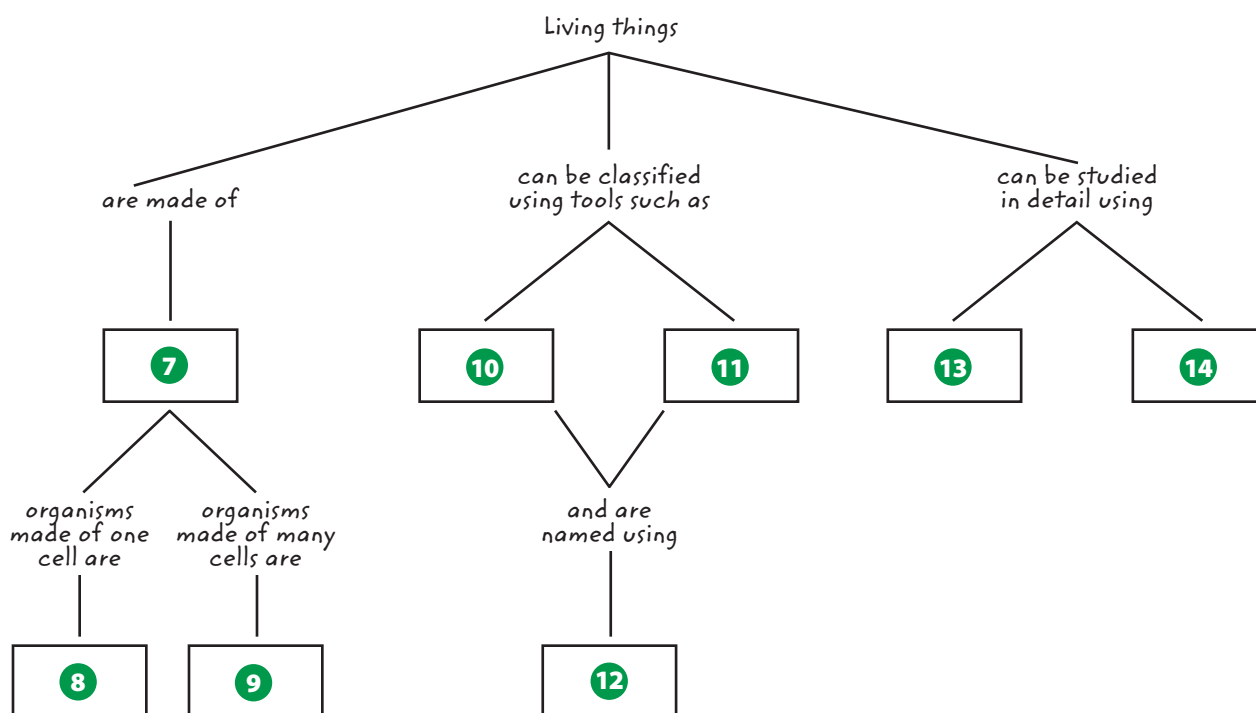 Living things
are made of
can be classified
using tools such as
can be studied
in detail using
7
10
11
13
14
organisms
made of one
cell are
organisms
made of many
cells are
and are
named using
8
9
12